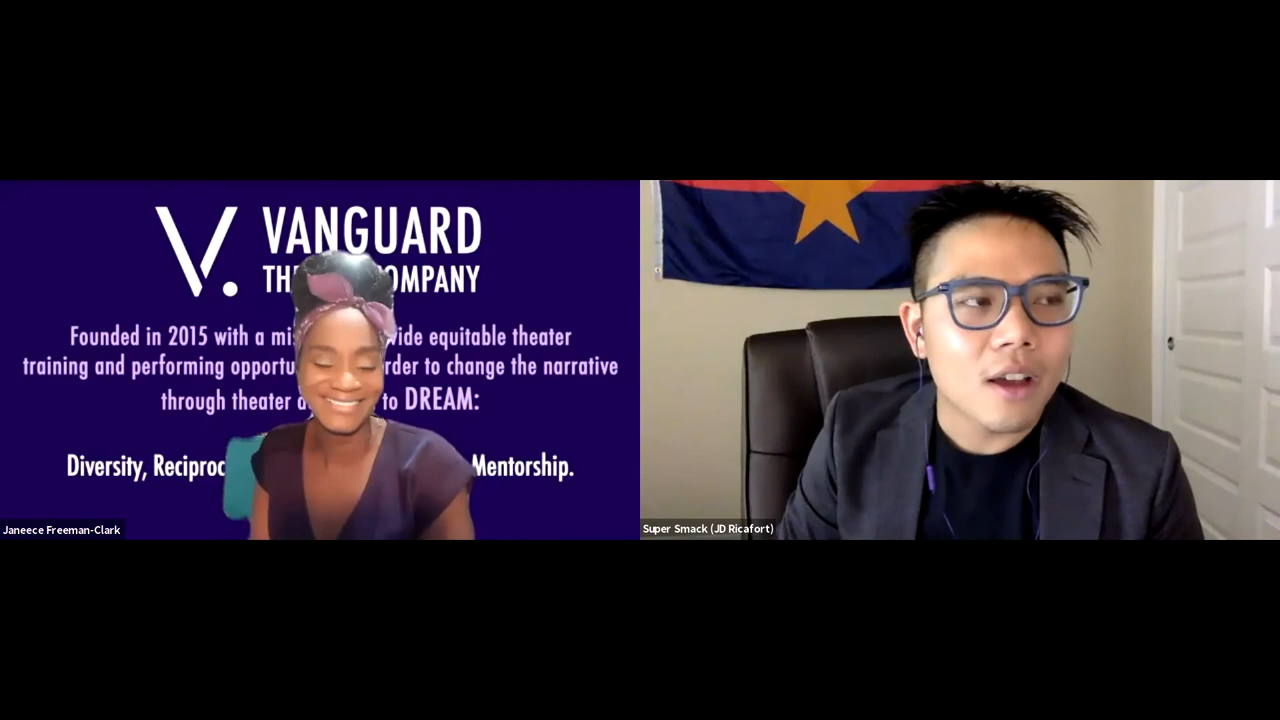 V. VANGUARD
TH COMPANY
Founded in 2015 with a mis vide equitable theater
training and performing opportu rder to change the narrative
through theater a to DREAM:
Diversity, Reciproc Mentorship.
Janeece Freeman-Clark
Super Smack (JD Ricafort)